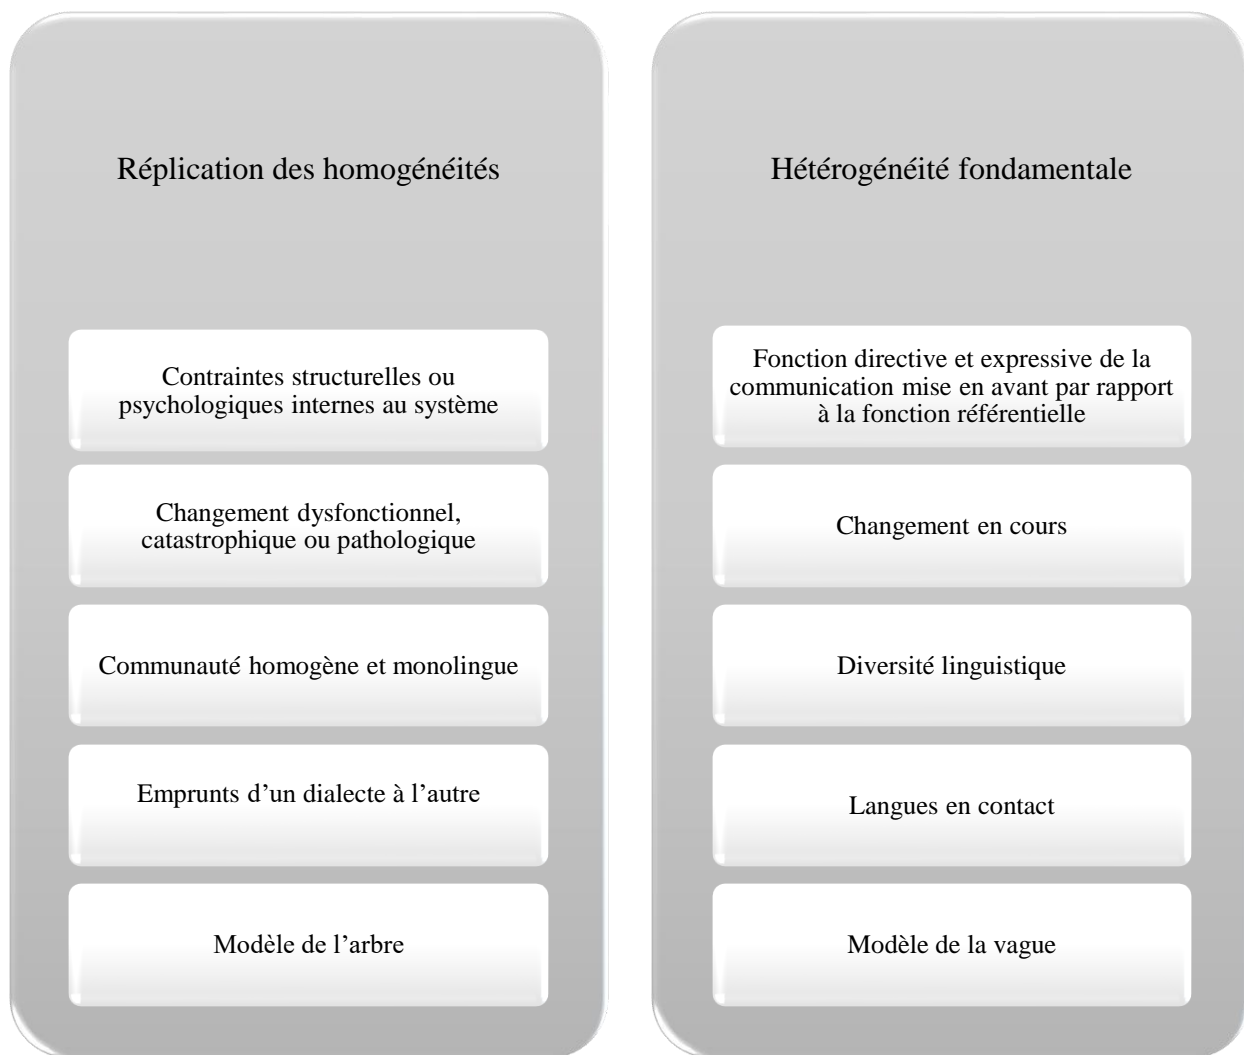 Réplication des homogénéités
Contraintes structurelles ou
psychologiques internes au système
Changement dysfonctionnel,
catastrophique ou pathologique
Communauté homogène et monolingue
Emprunts d’un dialecte à l’autre
Modèle de l’arbre
Hétérogénéité fondamentale
Fonction directive et expressive de la
communication mise en avant par rapport
à la fonction référentielle
Changement en cours
Diversité linguistique
Langues en contact
Modèle de la vague